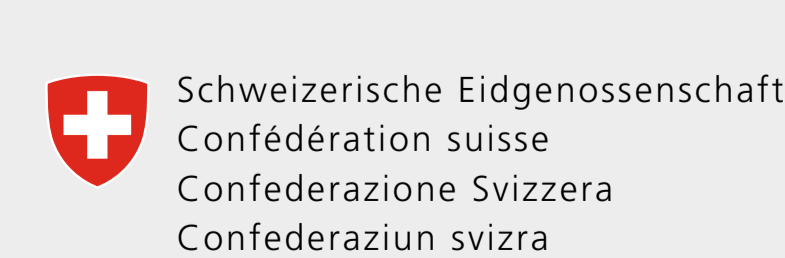 Schweizerische Eidgenossenschaft
Confédération suisse
Confederazione Svizzera
Confederaziun svizra